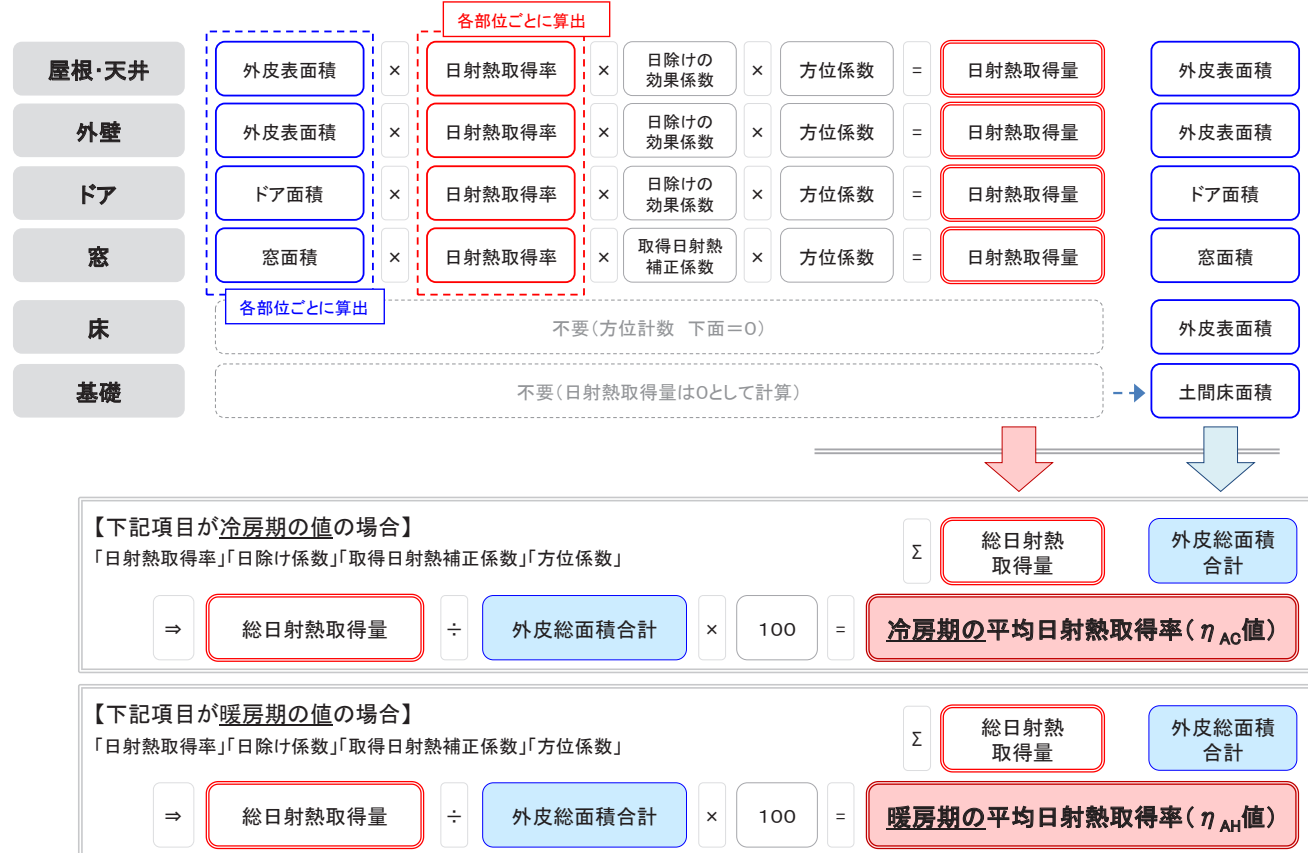 各部位ごとに算出
屋根・天井 外皮表面積 × 日射熱取得率 × 日除けの効果係数 × 方位係数 = 日射熱取得量 外皮表面積
外壁 外皮表面積 × 日射熱取得率 × 日除けの効果係数 × 方位係数 = 日射熱取得量 外皮表面積
ドア ドア面積 × 日射熱取得率 × 日除けの効果係数 × 方位係数 = 日射熱取得量 ドア面積
窓 窓面積 × 日射熱取得率 × 取得日射熱補正係数 × 方位係数 = 日射熱取得量 窓面積
各部位ごとに算出
床 不要(方位計数 下面=0) 外皮表面積
基礎 不要(日射熱取得量は0として計算) 土間床面積
【下記項目が冷房期の値の場合】
「日射熱取得率」「日除け係数」「取得日射熱補正係数」「方位係数」
Σ 総日射熱取得量 外皮総面積合計
⇒ 総日射熱取得量 ÷ 外皮総面積合計 × 100 = 冷房期の平均日射熱取得率(ηAC値)
【下記項目が暖房期の値の場合】
「日射熱取得率」「日除け係数」「取得日射熱補正係数」「方位係数」
Σ 総日射熱取得量 外皮総面積合計
⇒ 総日射熱取得量 ÷ 外皮総面積合計 × 100 = 暖房期の平均日射熱取得率(ηAH値)